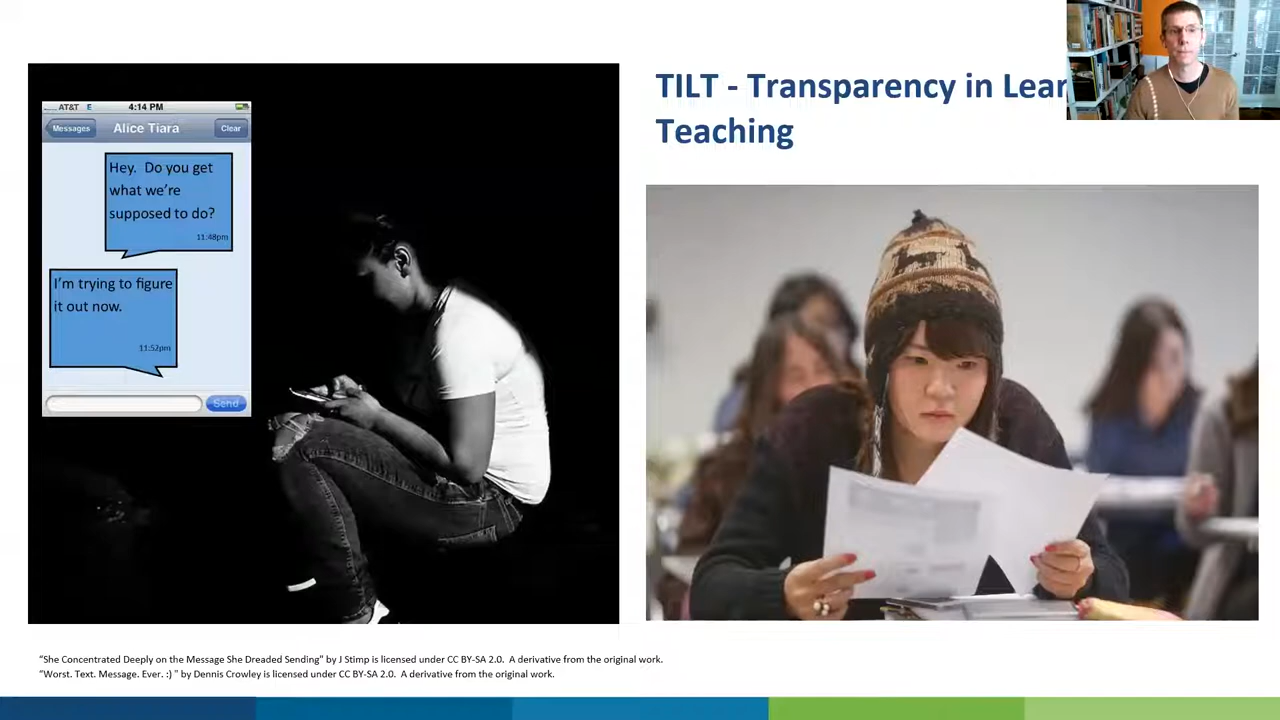 AT&T E 4:14 PM
Messages Alice Tiara Clear
Hey. Do you get
what we're
supposed to do?
11:48pm
I'm trying to figure
it out now.
11:52pm
Send
TILT - Transparency in Lear
Teaching
"She Concentrated Deeply on the Message She Dreaded Sending" by J Stimp is licensed under CC BY-SA 2.0. A derivative from the original work.
"Worst. Text. Message. Ever. :) " by Dennis Crowley is licensed under CC BY-SA 2.0. A derivative from the original work.